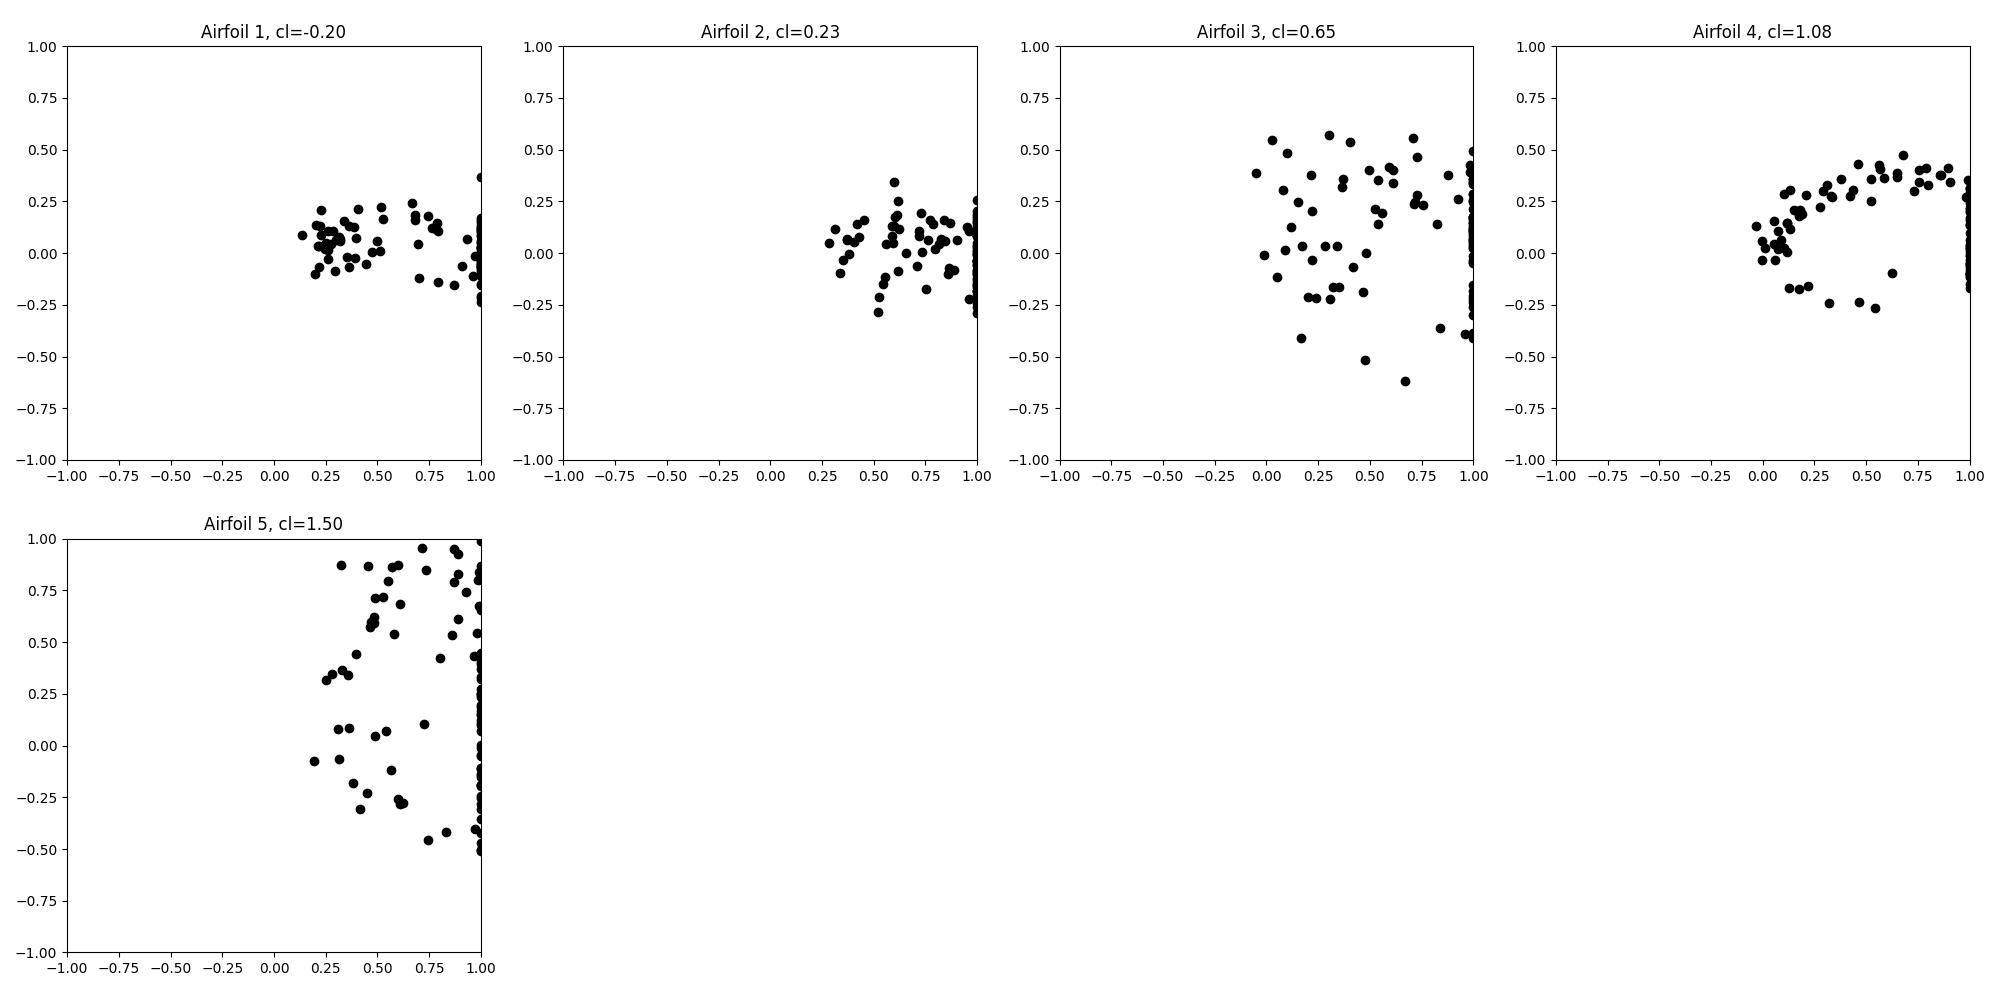 Airfoil 1, cl=-0.20
Airfoil 2, cl=0.23
Airfoil 3, cl=0.65
Airfoil 4, cl=1.08
1.00 1.00 1.00 1.00
0.75 0.75 0.75 0.75
0.50 0.50 0.50 0.50
0.25 0.25 0.25 0.25
0.00 0.00 0.00 0.00
−0.25 −0.25 −0.25 −0.25
−0.50 −0.50 −0.50 −0.50
−0.75 −0.75 −0.75 −0.75
−1.00 −1.00 −1.00 −1.00
−1.00 −0.75 −0.50 −0.25 0.00 0.25 0.50 0.75 1.00
−1.00 −0.75 −0.50 −0.25 0.00 0.25 0.50 0.75 1.00
−1.00 −0.75 −0.50 −0.25 0.00 0.25 0.50 0.75 1.00
−1.00 −0.75 −0.50 −0.25 0.00 0.25 0.50 0.75 1.00
Airfoil 5, cl=1.50
1.00
0.75
0.50
0.25
0.00
−0.25
−0.50
−0.75
−1.00
−1.00 −0.75 −0.50 −0.25 0.00 0.25 0.50 0.75 1.00